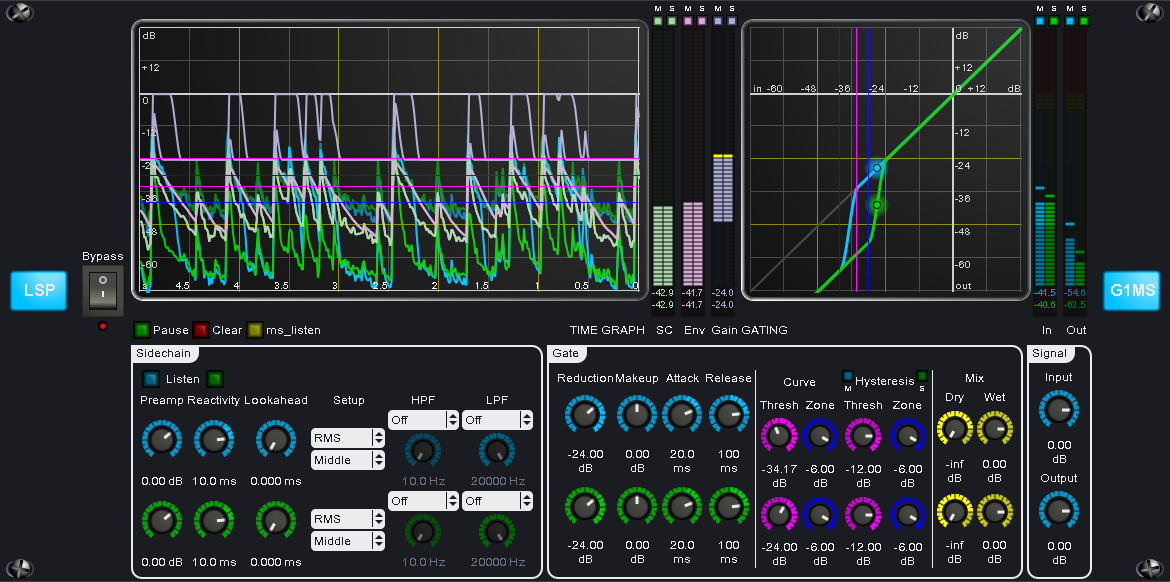 M S M S M S M S M S
dB
+12
0
-12
-24
-36
-48
-60
s 4.5 4 3.5 3 2.5 2 1.5 1 0.5 0
dB
+12
in -60 -48 -36 -24 -12 0 +12 dB
-12
-24
-36
-48
-60
out
-42.9 -41.7 -24.0 -41.5 -54.6
-42.9 -41.7 -24.0 -40.6 -63.5
Bypass
LSP
G1MS
Pause Clear ms_listen TIME GRAPH SC Env Gain GATING In Out
Sidechain
Listen
Preamp Reactivity Lookahead Setup HPF LPF
Off Off
RMS
Middle
0.00 dB 10.0 ms 0.000 ms 10.0 Hz 20000 Hz
Off Off
RMS
Middle
0.00 dB 10.0 ms 0.000 ms 10.0 Hz 20000 Hz
Gate
Reduction Makeup Attack Release Curve M Hysteresis S Mix
Thresh Zone Thresh Zone Dry Wet
-24.00 0.00 20.0 100 -34.17 -6.00 -12.00 -6.00 -inf 0.00
dB dB ms ms dB dB dB dB dB dB
-24.00 0.00 20.0 100 -24.00 -6.00 -12.00 -6.00 -inf 0.00
dB dB ms ms dB dB dB dB dB dB
Signal
Input
0.00
dB
Output
0.00
dB